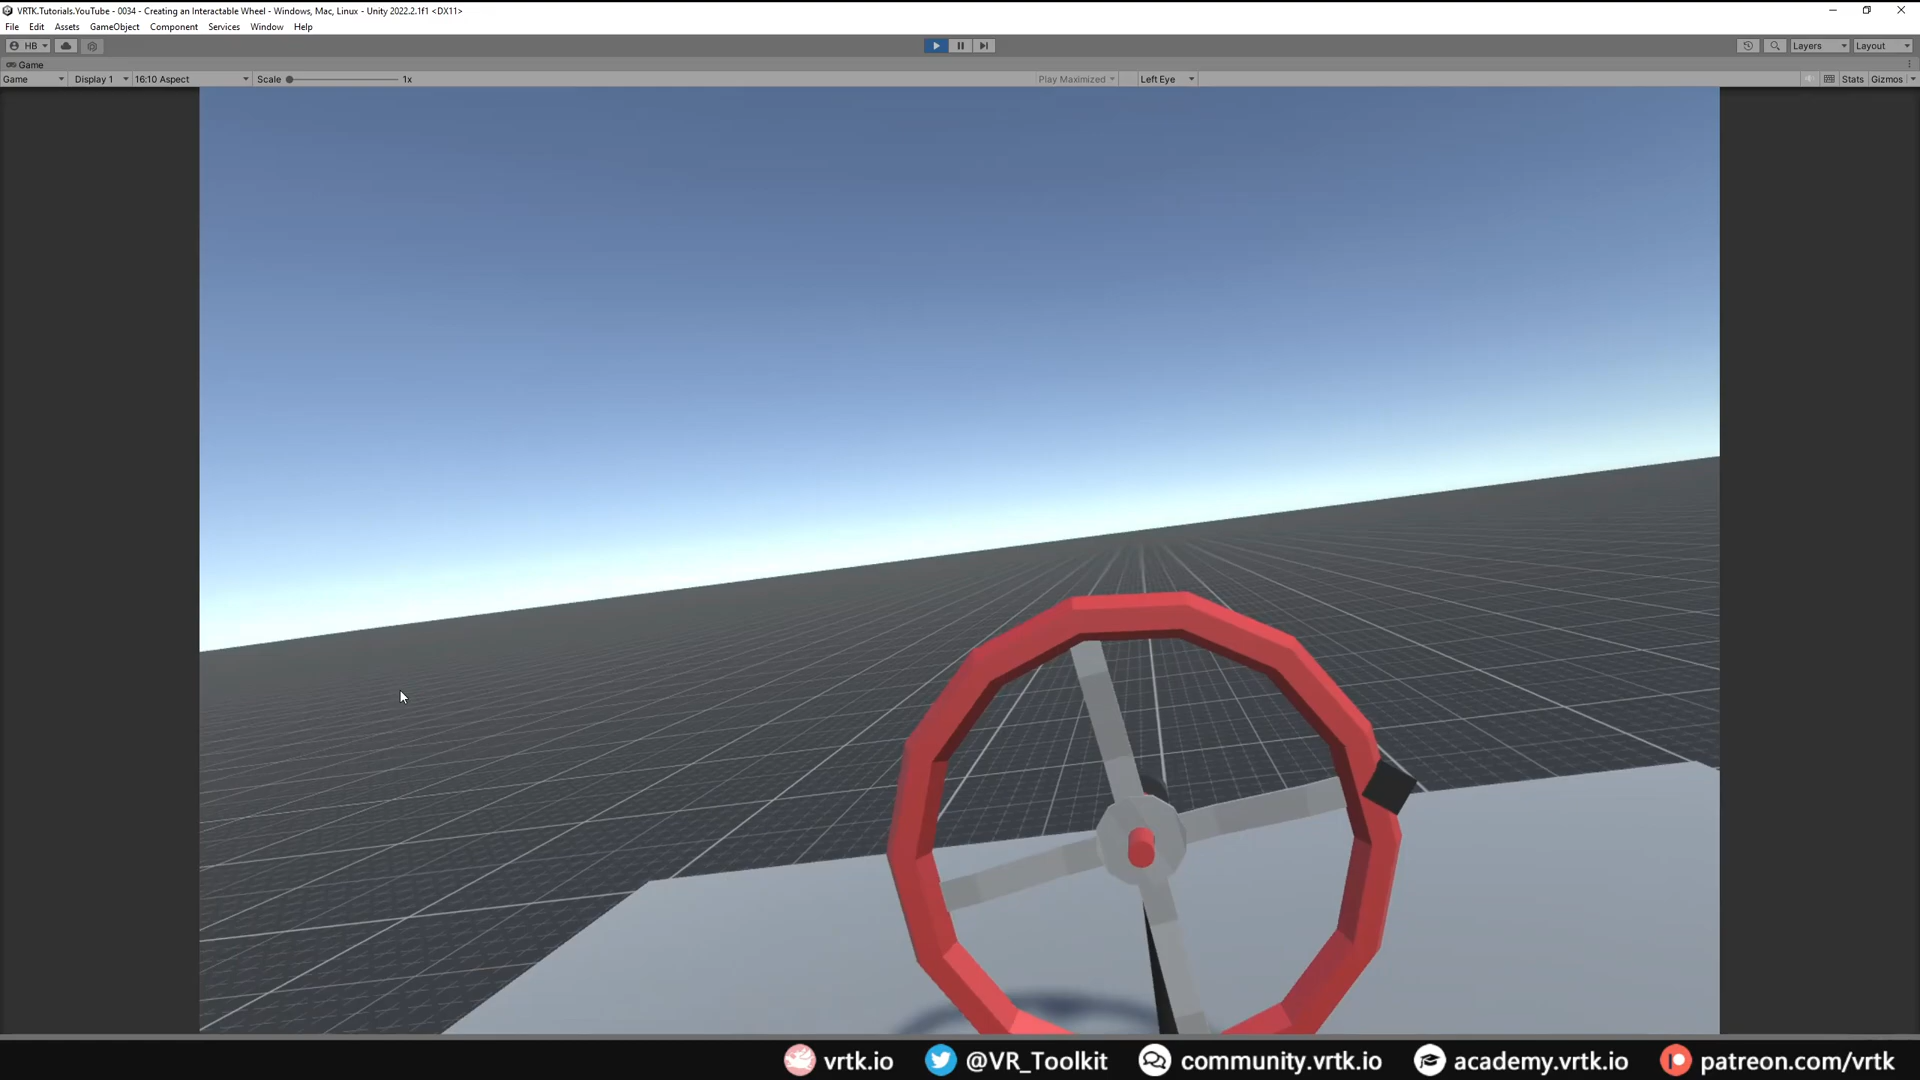 VRTK.Tutorials.YouTube - 0034 - Creating an Interactable Wheel - Windows, Mac, Linux - Unity 2022.2.1f1 <DX11>
File Edit Assets GameObject Component Services Window Help
HB Layers Layout
Game
Game Display 1 16:10 Aspect Scale 1x Play Maximized Left Eye Stats Gizmos
vrtk.io @VR_Toolkit community.vrtk.io academy.vrtk.io patreon.com/vrtk